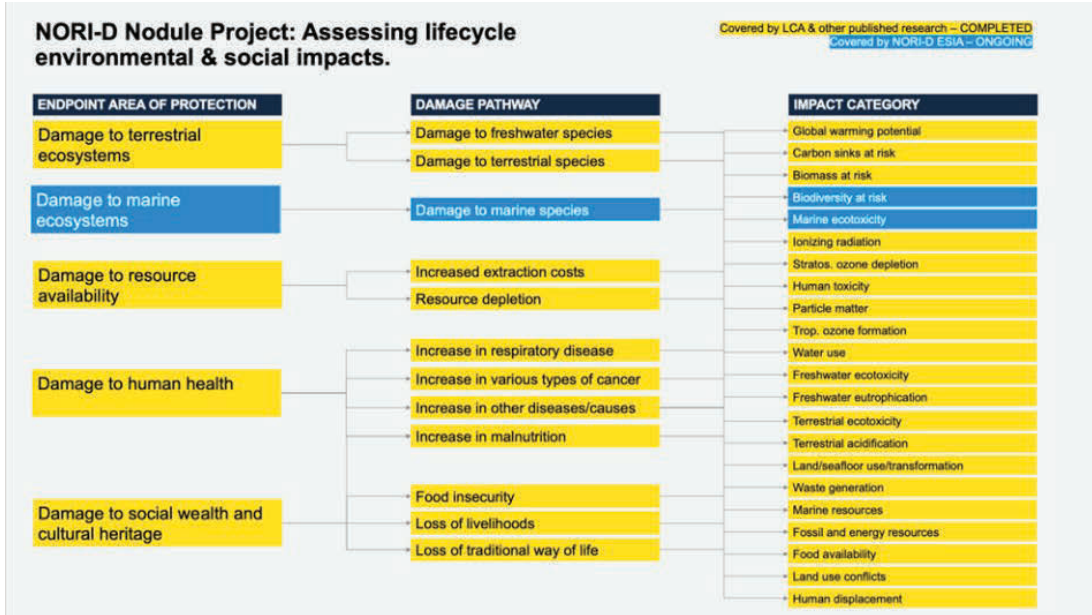 NORI-D Nodule Project: Assessing lifecycle
environmental & social impacts.
Covered by LCA & other published research – COMPLETED
Covered by NORI-D ESIA – ONGOING
ENDPOINT AREA OF PROTECTION
Damage to terrestrial
ecosystems
Damage to marine
ecosystems
Damage to resource
availability
Damage to human health
Damage to social wealth and
cultural heritage
DAMAGE PATHWAY
Damage to freshwater species
Damage to terrestrial species
Damage to marine species
Increased extraction costs
Resource depletion
Increase in respiratory disease
Increase in various types of cancer
Increase in other diseases/causes
Increase in malnutrition
Food insecurity
Loss of livelihoods
Loss of traditional way of life
IMPACT CATEGORY
Global warming potential
Carbon sinks at risk
Biomass at risk
Biodiversity at risk
Marine ecotoxicity
Ionizing radiation
Stratos. ozone depletion
Human toxicity
Particle matter
Trop. ozone formation
Water use
Freshwater ecotoxicity
Freshwater eutrophication
Terrestrial ecotoxicity
Terrestrial acidification
Land/seafloor use/transformation
Waste generation
Marine resources
Fossil and energy resources
Food availability
Land use conflicts
Human displacement